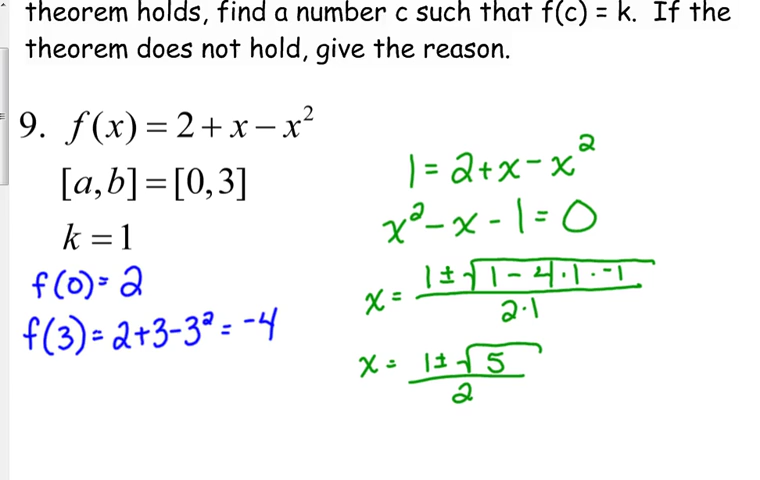 theorem holds, find a number c such that f(c) = k. If the
theorem does not hold, give the reason.
9. f(x) = 2 + x − x²
[a,b] = [0,3]
k = 1
f(0) = 2
f(3) = 2+3-3² = -4
1 = 2+x-x²
x² - x - 1 = 0
x = (1 ± √(1 - 4·1·-1))/(2·1)
x = (1 ± √5)/2